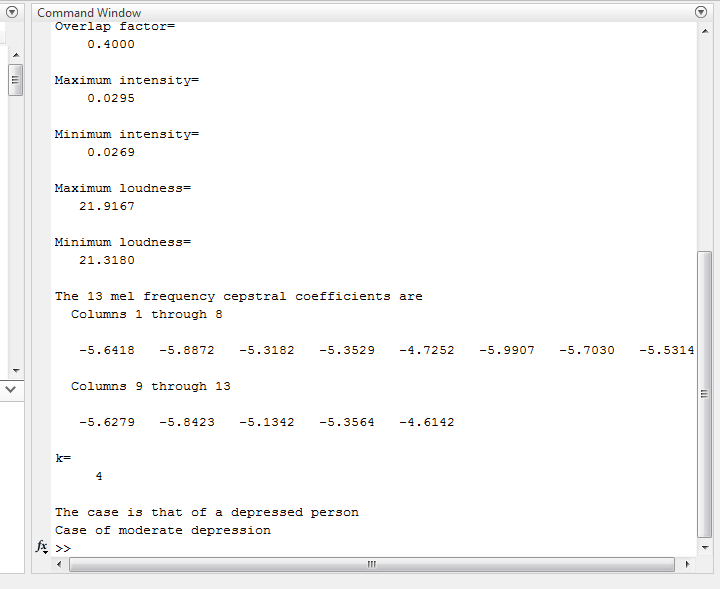 Command Window
Overlap factor=
0.4000
Maximum intensity=
0.0295
Minimum intensity=
0.0269
Maximum loudness=
21.9167
Minimum loudness=
21.3180
The 13 mel frequency cepstral coefficients are
Columns 1 through 8
-5.6418 -5.8872 -5.3182 -5.3529 -4.7252 -5.9907 -5.7030 -5.5314
Columns 9 through 13
-5.6279 -5.8423 -5.1342 -5.3564 -4.6142
k=
4
The case is that of a depressed person
Case of moderate depression
fx >>